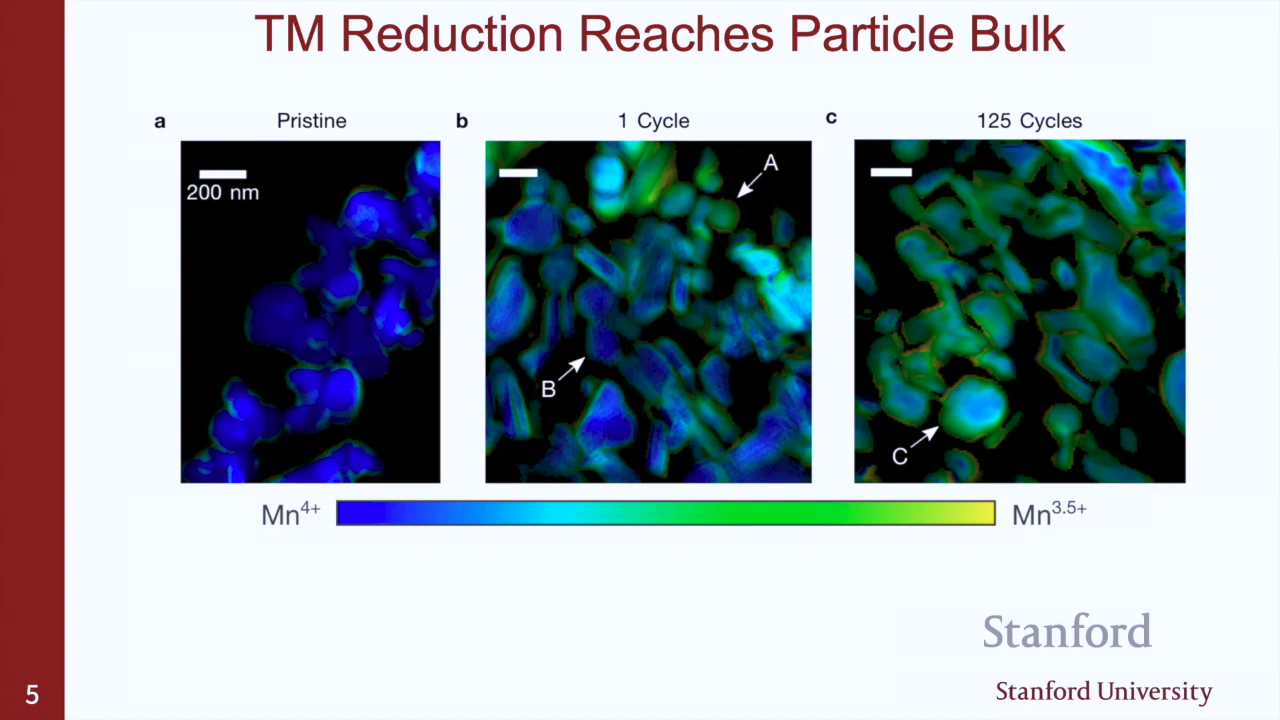 TM Reduction Reaches Particle Bulk
a Pristine
b 1 Cycle
c 125 Cycles
200 nm
A
B
C
Mn4+
Mn3.5+
Stanford
Stanford University
5